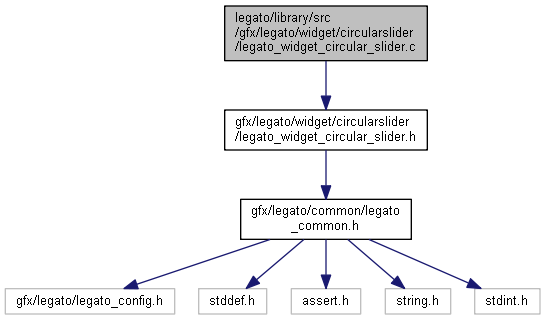 legato/library/src
/gfx/legato/widget/circularslider
/legato_widget_circular_slider.c
gfx/legato/widget/circularslider
/legato_widget_circular_slider.h
gfx/legato/common/legato
_common.h
gfx/legato/legato_config.h
stddef.h
assert.h
string.h
stdint.h